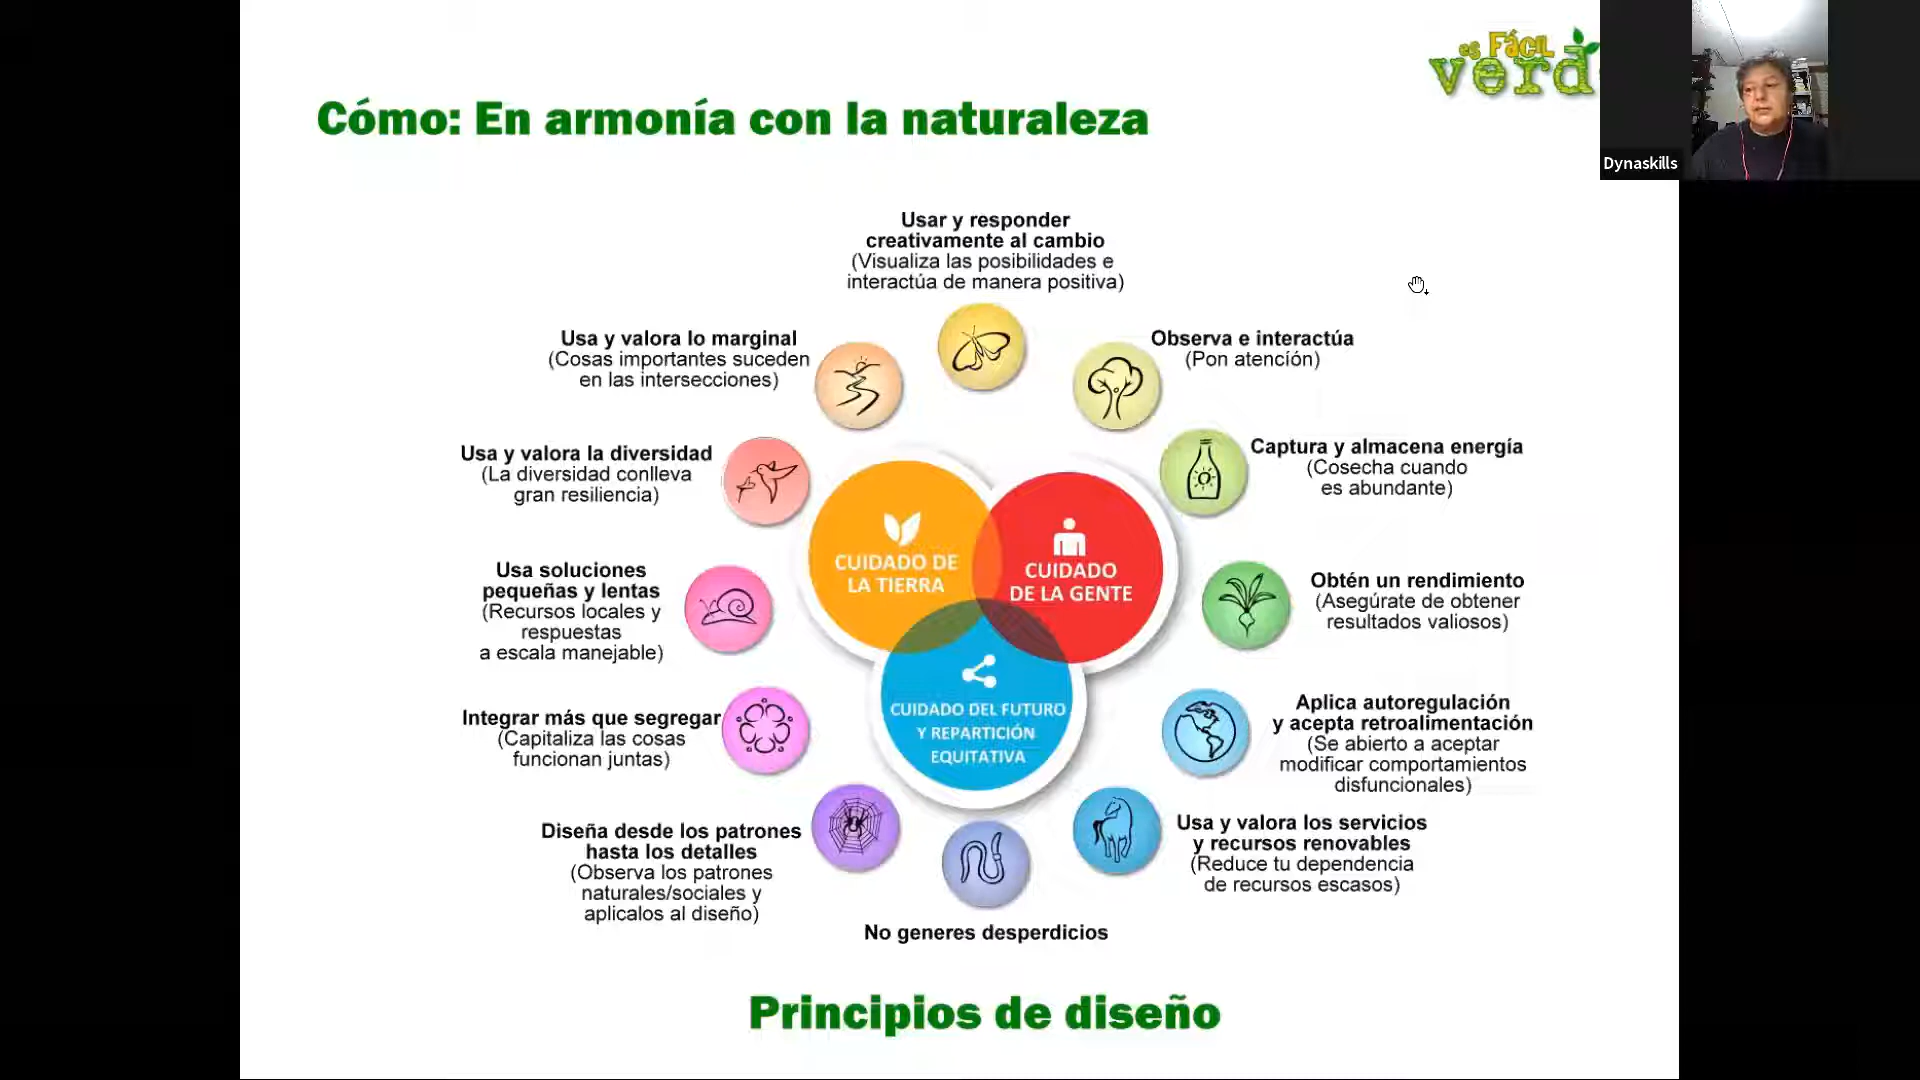 es Fácil
verd
Dynaskills
Cómo: En armonía con la naturaleza
Usar y responder
creativamente al cambio
(Visualiza las posibilidades e
interactúa de manera positiva)
Observa e interactúa
(Pon atención)
Captura y almacena energía
(Cosecha cuando
es abundante)
Obtén un rendimiento
(Asegúrate de obtener
resultados valiosos)
Aplica autoregulación
y acepta retroalimentación
(Se abierto a aceptar
modificar comportamientos
disfuncionales)
Usa y valora los servicios
y recursos renovables
(Reduce tu dependencia
de recursos escasos)
No generes desperdicios
Diseña desde los patrones
hasta los detalles
(Observa los patrones
naturales/sociales y
aplicalos al diseño)
Integrar más que segregar
(Capitaliza las cosas
funcionan juntas)
Usa soluciones
pequeñas y lentas
(Recursos locales y
respuestas
a escala manejable)
Usa y valora la diversidad
(La diversidad conlleva
gran resiliencia)
Usa y valora lo marginal
(Cosas importantes suceden
en las intersecciones)
CUIDADO DE
LA TIERRA
CUIDADO
DE LA GENTE
CUIDADO DEL FUTURO
Y REPARTICIÓN
EQUITATIVA
Principios de diseño